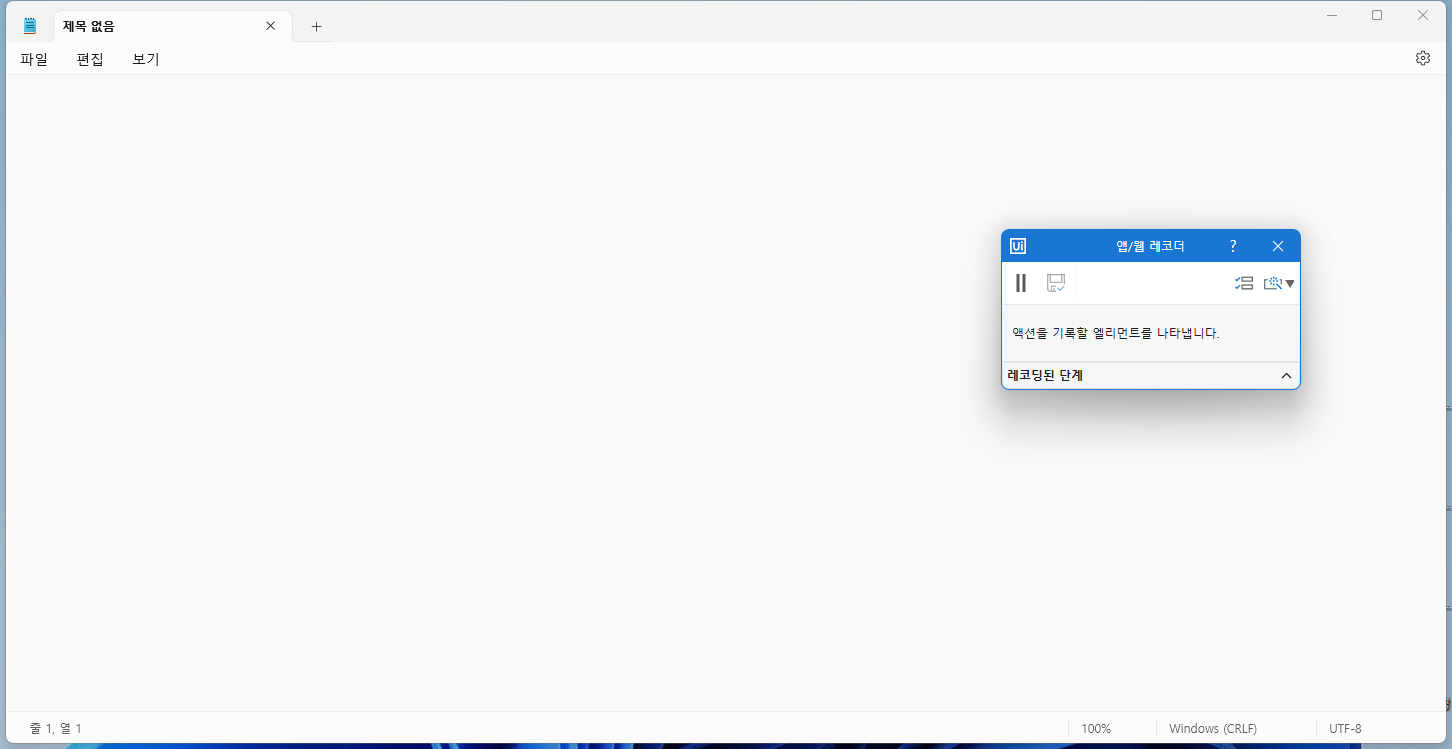 제목 없음
파일 편집 보기
Ui 앱/웹 레코더 ?
액션을 기록할 엘리먼트를 나타냅니다.
레코딩된 단계
줄 1, 열 1 100% Windows (CRLF) UTF-8